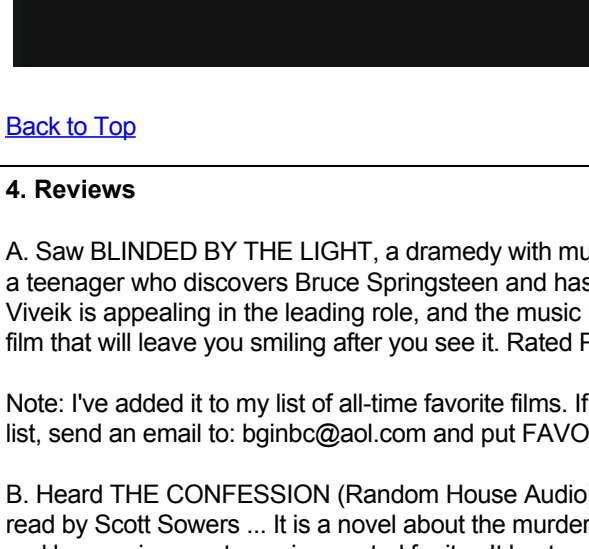 Back to Top
4. Reviews
A. Saw BLINDED BY THE LIGHT, a dramedy with mu
a teenager who discovers Bruce Springsteen and has
Viveik is appealing in the leading role, and the music
film that will leave you smiling after you see it. Rated
Note: I've added it to my list of all-time favorite films. If
list, send an email to: bginbc@aol.com and put FAVO
B. Heard THE CONFESSION (Random House Audio)
read by Scott Sowers ... It is a novel about the murder